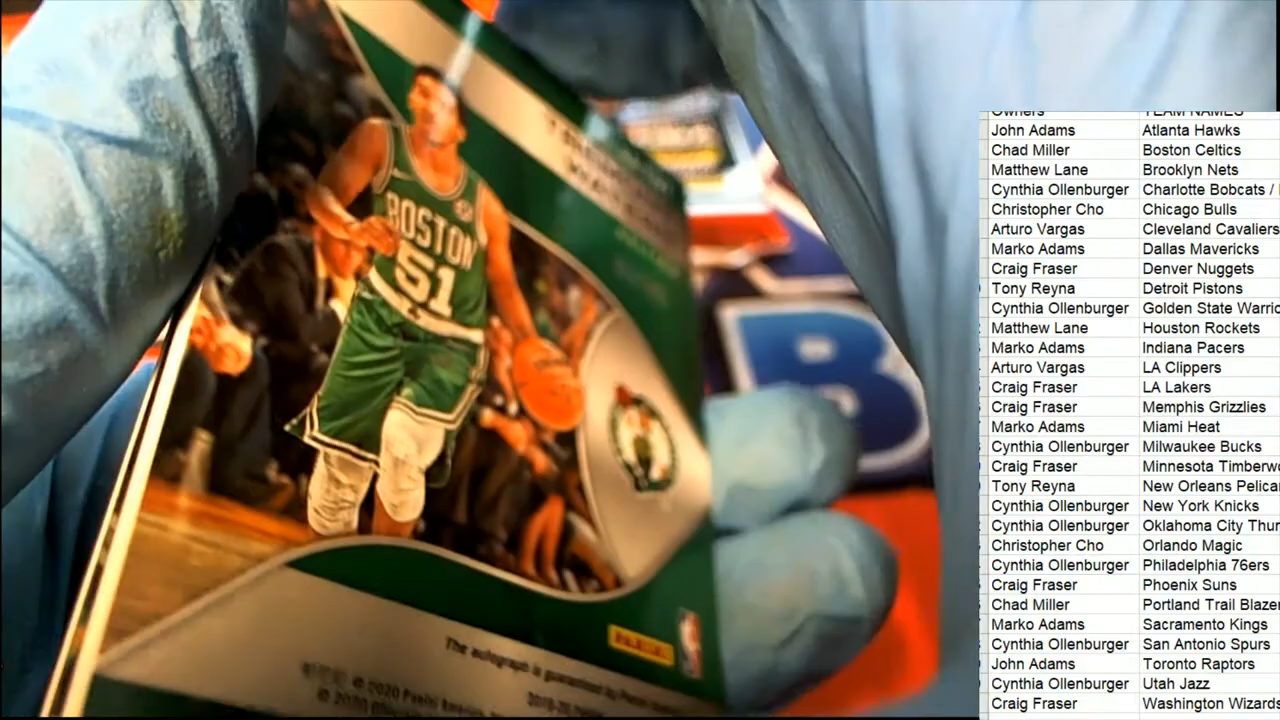 BOSTON
51
B
PANINI
The autograph is guaranteed by Panini
© 2020 Panini
© 2020
Owners TEAM NAMES
John Adams Atlanta Hawks
Chad Miller Boston Celtics
Matthew Lane Brooklyn Nets
Cynthia Ollenburger Charlotte Bobcats /
Christopher Cho Chicago Bulls
Arturo Vargas Cleveland Cavaliers
Marko Adams Dallas Mavericks
Craig Fraser Denver Nuggets
Tony Reyna Detroit Pistons
Cynthia Ollenburger Golden State Warrio
Matthew Lane Houston Rockets
Marko Adams Indiana Pacers
Arturo Vargas LA Clippers
Craig Fraser LA Lakers
Craig Fraser Memphis Grizzlies
Marko Adams Miami Heat
Cynthia Ollenburger Milwaukee Bucks
Craig Fraser Minnesota Timberw
Tony Reyna New Orleans Pelica
Cynthia Ollenburger New York Knicks
Cynthia Ollenburger Oklahoma City Thun
Christopher Cho Orlando Magic
Cynthia Ollenburger Philadelphia 76ers
Craig Fraser Phoenix Suns
Chad Miller Portland Trail Blaze
Marko Adams Sacramento Kings
Cynthia Ollenburger San Antonio Spurs
John Adams Toronto Raptors
Cynthia Ollenburger Utah Jazz
Craig Fraser Washington Wizards